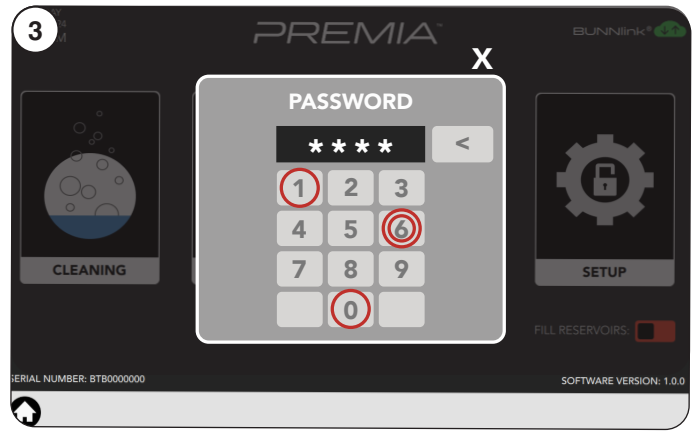 3
PREMIA™
BUNNlink®
X
PASSWORD
* * * *
<
1 2 3
4 5 6
7 8 9
0
CLEANING
SETUP
FILL RESERVOIRS:
SERIAL NUMBER: BTB0000000
SOFTWARE VERSION: 1.0.0